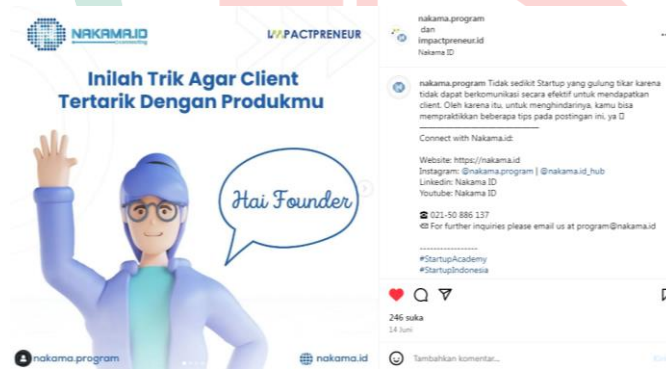 NAKAMA.ID
IMPACTPRENEUR
Inilah Trik Agar Client
Tertarik Dengan Produkmu
Hai Founder
nakama.program
nakama.id
nakama.program
dan
impactpreneur.id
Nakama ID
nakama.program Tidak sedikit Startup yang gulung tikar karena
tidak dapat berkomunikasi secara efektif untuk mendapatkan
client. Oleh karena itu, untuk menghindarinya, kamu bisa
mempraktikkan beberapa tips pada postingan ini, ya
Connect with Nakama.id:
Website: https://nakama.id
Instagram: @nakama.program | @nakama.id_hub
Linkedin: Nakama ID
Youtube: Nakama ID
☎ 021-50 886 137
✉ For further inquiries please email us at program@nakama.id
------------------
#StartupAcademy
#StartupIndonesia
246 suka
14 Juni
Tambahkan komentar...